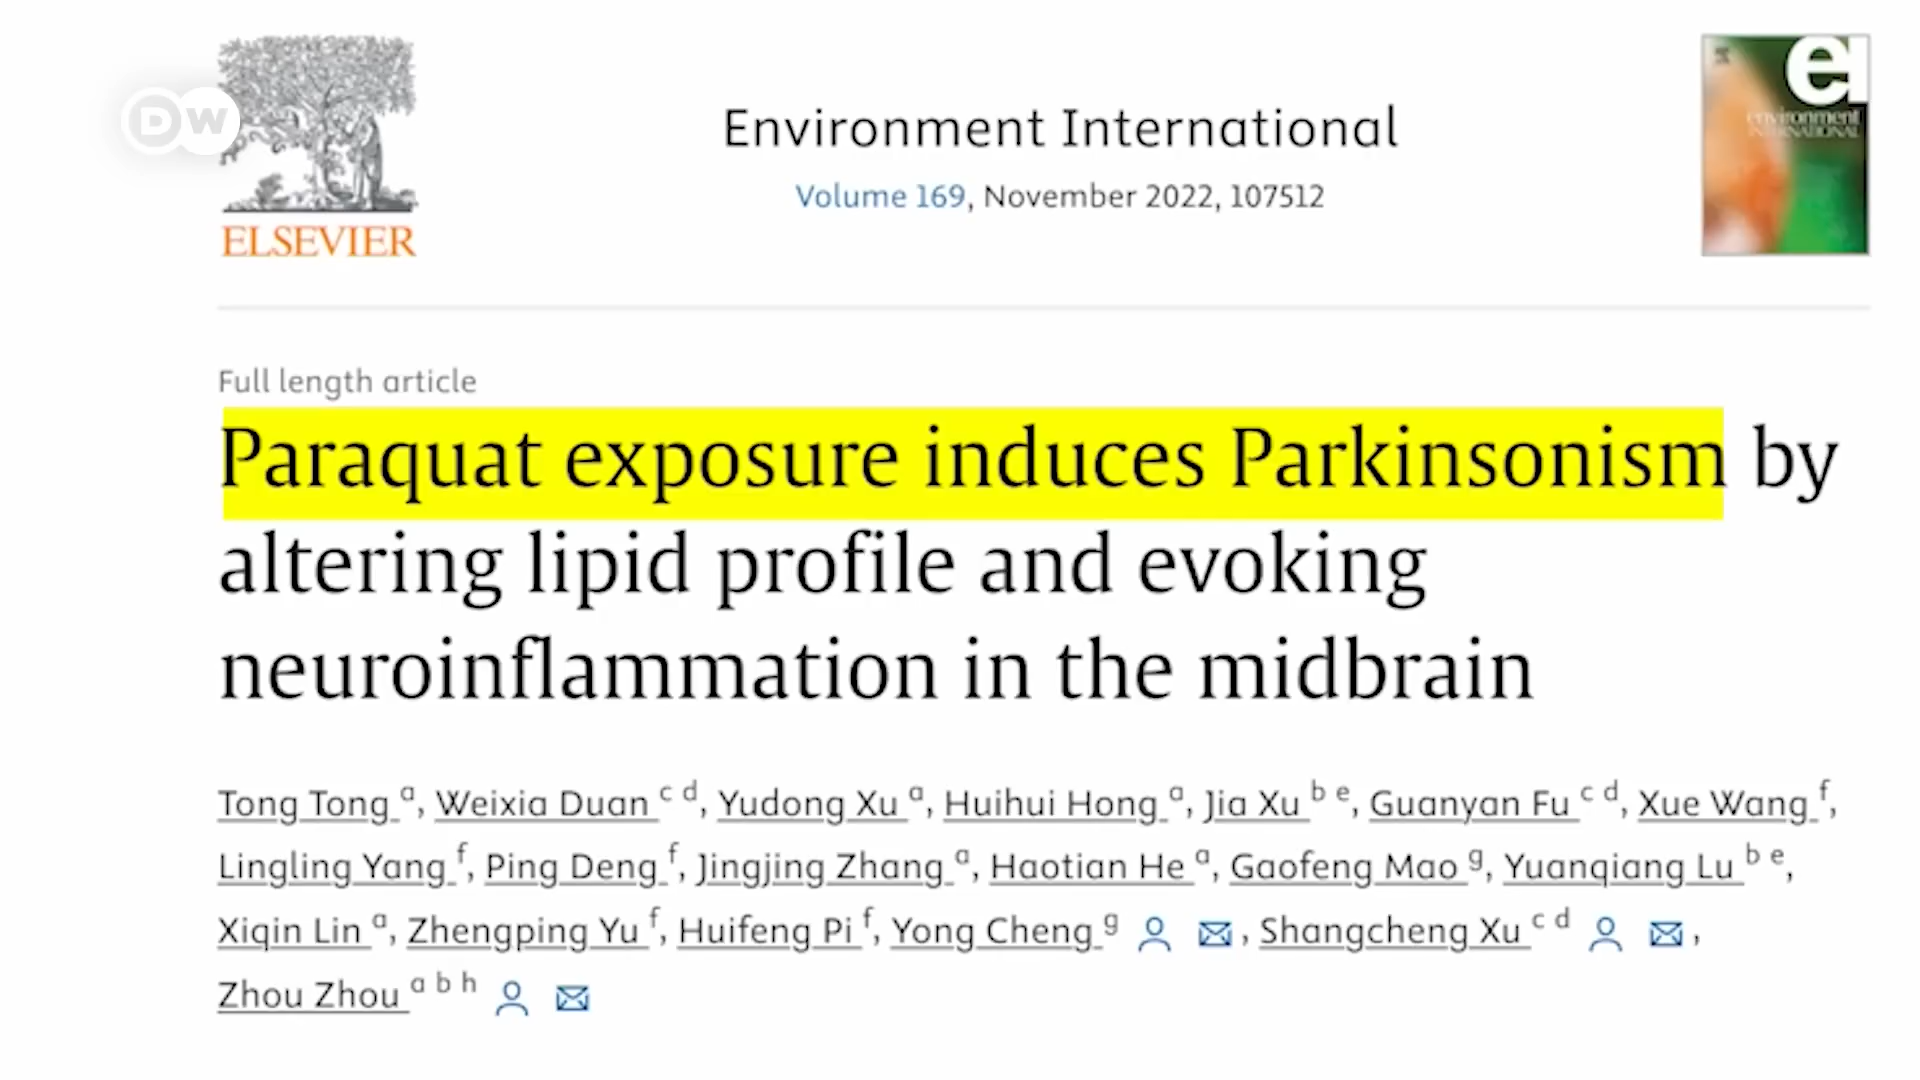 DW
ELSEVIER
Environment International
Volume 169, November 2022, 107512
ei
environment
INTERNATIONAL
Full length article
Paraquat exposure induces Parkinsonism by
altering lipid profile and evoking
neuroinflammation in the midbrain
Tong Tong a, Weixia Duan c d, Yudong Xu a, Huihui Hong a, Jia Xu b e, Guanyan Fu c d, Xue Wang f,
Lingling Yang f, Ping Deng f, Jingjing Zhang a, Haotian He a, Gaofeng Mao g, Yuanqiang Lu b e,
Xiqin Lin a, Zhengping Yu f, Huifeng Pi f, Yong Cheng g, Shangcheng Xu c d,
Zhou Zhou a b h